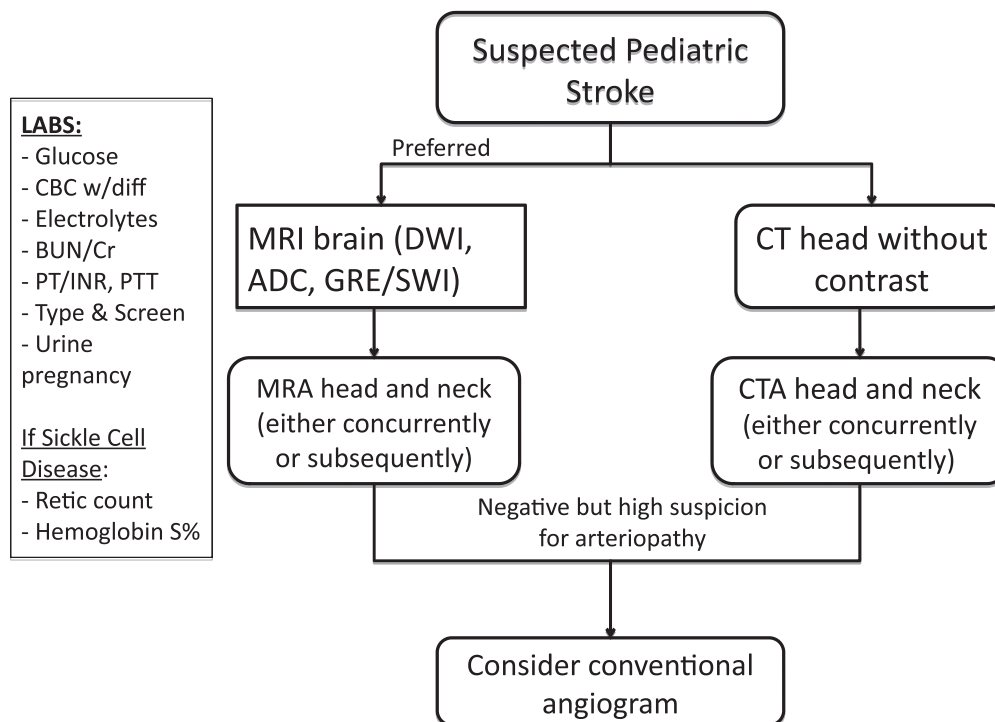 Suspected Pediatric
Stroke
LABS:
- Glucose
- CBC w/diff
- Electrolytes
- BUN/Cr
- PT/INR, PTT
- Type & Screen
- Urine
pregnancy
If Sickle Cell
Disease:
- Retic count
- Hemoglobin S%
Preferred
MRI brain (DWI,
ADC, GRE/SWI)
CT head without
contrast
MRA head and neck
(either concurrently
or subsequently)
CTA head and neck
(either concurrently
or subsequently)
Negative but high suspicion
for arteriopathy
Consider conventional
angiogram